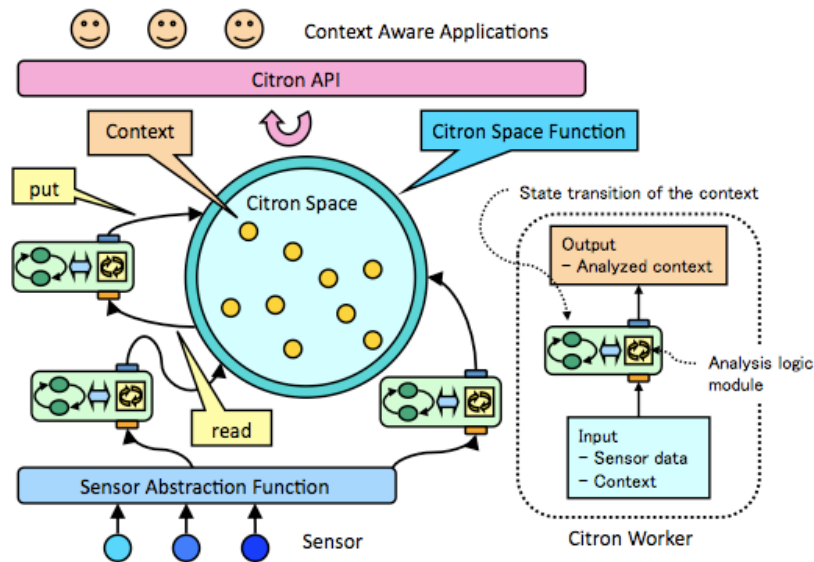 Context Aware Applications
Citron API
Context
Citron Space Function
put
Citron Space
State transition of the context
Output
- Analyzed context
Analysis logic
module
read
Input
- Sensor data
- Context
Sensor Abstraction Function
Citron Worker
Sensor